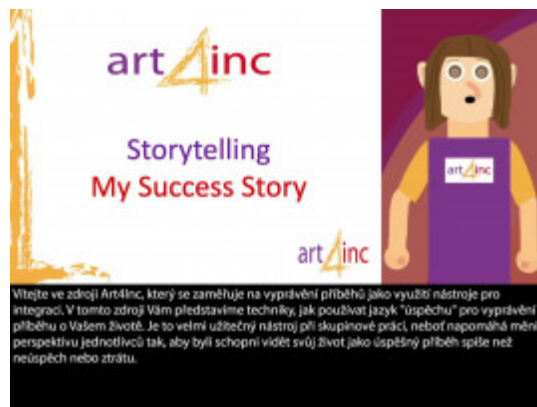 art4inc
Storytelling
My Success Story
art4inc
art4inc
Vítejte ve zdroji Art4Inc, který se zaměřuje na vyprávění příběhů jako využití nástroje pro
integraci. V tomto zdroji Vám představíme techniky, jak používat jazyk "úspěchu" pro vyprávění
příběhu o Vašem životě. Je to velmi užitečný nástroj při skupinové práci, neboť napomáhá měni
perspektivu jednotlivců tak, aby byli schopni vidět svůj život jako úspěšný příběh spíše než
neúspěch nebo ztrátu.